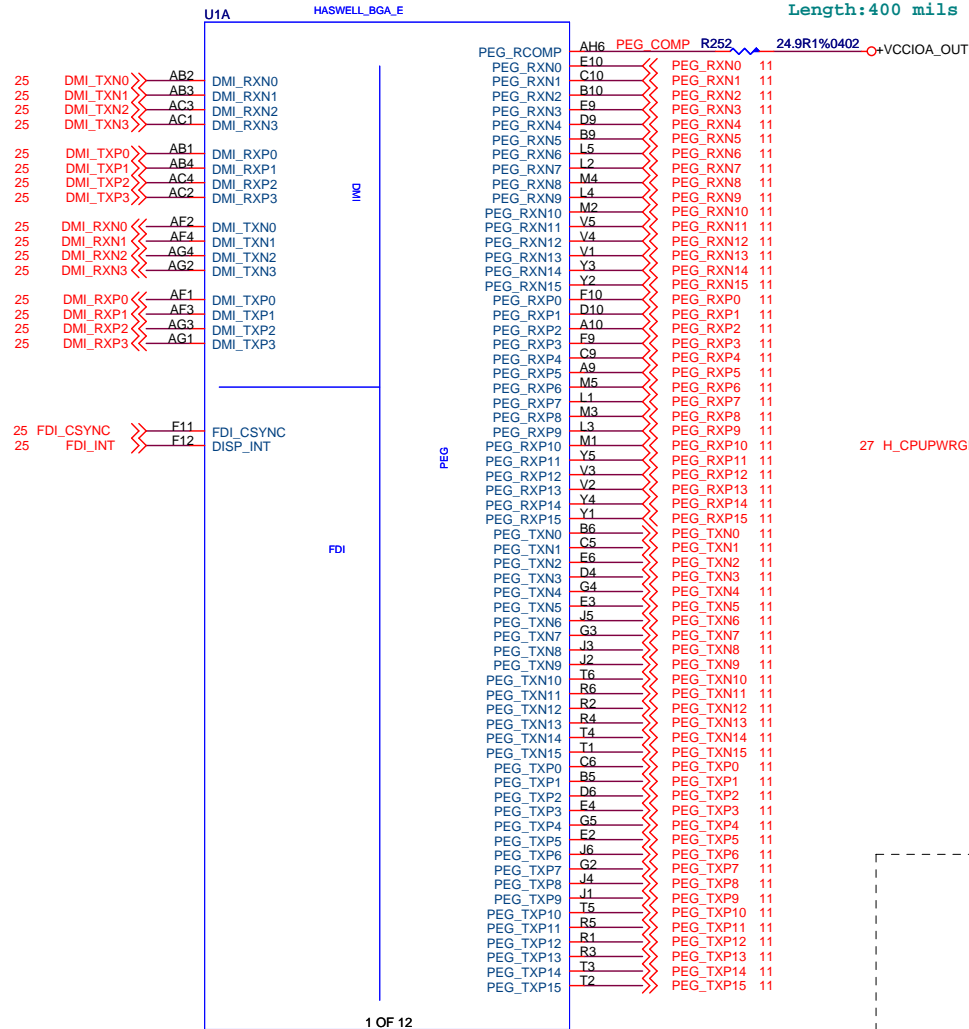 U1A HASWELL_BGA_E Length:400 mils
PEG_RCOMP AH6 PEG_COMP R252 24.9R1%0402 +VCCIOA_OUT
25 DMI_TXN0 AB2 DMI_RXN0
25 DMI_TXN1 AB3 DMI_RXN1
25 DMI_TXN2 AC3 DMI_RXN2
25 DMI_TXN3 AC1 DMI_RXN3
25 DMI_TXP0 AB1 DMI_RXP0
25 DMI_TXP1 AB4 DMI_RXP1
25 DMI_TXP2 AC4 DMI_RXP2
25 DMI_TXP3 AC2 DMI_RXP3
25 DMI_RXN0 AF2 DMI_TXN0
25 DMI_RXN1 AF4 DMI_TXN1
25 DMI_RXN2 AG4 DMI_TXN2
25 DMI_RXN3 AG2 DMI_TXN3
25 DMI_RXP0 AF1 DMI_TXP0
25 DMI_RXP1 AF3 DMI_TXP1
25 DMI_RXP2 AG3 DMI_TXP2
25 DMI_RXP3 AG1 DMI_TXP3
25 FDI_CSYNC F11 FDI_CSYNC
25 FDI_INT F12 DISP_INT
DMI
FDI
PEG
PEG_RXN0 E10 PEG_RXN0 11
PEG_RXN1 C10 PEG_RXN1 11
PEG_RXN2 B10 PEG_RXN2 11
PEG_RXN3 E9 PEG_RXN3 11
PEG_RXN4 D9 PEG_RXN4 11
PEG_RXN5 B9 PEG_RXN5 11
PEG_RXN6 L5 PEG_RXN6 11
PEG_RXN7 L2 PEG_RXN7 11
PEG_RXN8 M4 PEG_RXN8 11
PEG_RXN9 L4 PEG_RXN9 11
PEG_RXN10 M2 PEG_RXN10 11
PEG_RXN11 V5 PEG_RXN11 11
PEG_RXN12 V4 PEG_RXN12 11
PEG_RXN13 V1 PEG_RXN13 11
PEG_RXN14 Y3 PEG_RXN14 11
PEG_RXN15 Y2 PEG_RXN15 11
PEG_RXP0 F10 PEG_RXP0 11
PEG_RXP1 D10 PEG_RXP1 11
PEG_RXP2 A10 PEG_RXP2 11
PEG_RXP3 F9 PEG_RXP3 11
PEG_RXP4 C9 PEG_RXP4 11
PEG_RXP5 A9 PEG_RXP5 11
PEG_RXP6 M5 PEG_RXP6 11
PEG_RXP7 L1 PEG_RXP7 11
PEG_RXP8 M3 PEG_RXP8 11
PEG_RXP9 L3 PEG_RXP9 11
PEG_RXP10 M1 PEG_RXP10 11
27 H_CPUPWRG
PEG_RXP11 Y5 PEG_RXP11 11
PEG_RXP12 V3 PEG_RXP12 11
PEG_RXP13 V2 PEG_RXP13 11
PEG_RXP14 Y4 PEG_RXP14 11
PEG_RXP15 Y1 PEG_RXP15 11
PEG_TXN0 B6 PEG_TXN0 11
PEG_TXN1 C5 PEG_TXN1 11
PEG_TXN2 E6 PEG_TXN2 11
PEG_TXN3 D4 PEG_TXN3 11
PEG_TXN4 G4 PEG_TXN4 11
PEG_TXN5 E3 PEG_TXN5 11
PEG_TXN6 J5 PEG_TXN6 11
PEG_TXN7 G3 PEG_TXN7 11
PEG_TXN8 J3 PEG_TXN8 11
PEG_TXN9 J2 PEG_TXN9 11
PEG_TXN10 T6 PEG_TXN10 11
PEG_TXN11 R6 PEG_TXN11 11
PEG_TXN12 R2 PEG_TXN12 11
PEG_TXN13 R4 PEG_TXN13 11
PEG_TXN14 T4 PEG_TXN14 11
PEG_TXN15 T1 PEG_TXN15 11
PEG_TXP0 C6 PEG_TXP0 11
PEG_TXP1 B5 PEG_TXP1 11
PEG_TXP2 D6 PEG_TXP2 11
PEG_TXP3 E4 PEG_TXP3 11
PEG_TXP4 G5 PEG_TXP4 11
PEG_TXP5 E2 PEG_TXP5 11
PEG_TXP6 J6 PEG_TXP6 11
PEG_TXP7 G2 PEG_TXP7 11
PEG_TXP8 J4 PEG_TXP8 11
PEG_TXP9 J1 PEG_TXP9 11
PEG_TXP10 T5 PEG_TXP10 11
PEG_TXP11 R5 PEG_TXP11 11
PEG_TXP12 R1 PEG_TXP12 11
PEG_TXP13 R3 PEG_TXP13 11
PEG_TXP14 T3 PEG_TXP14 11
PEG_TXP15 T2 PEG_TXP15 11
1 OF 12